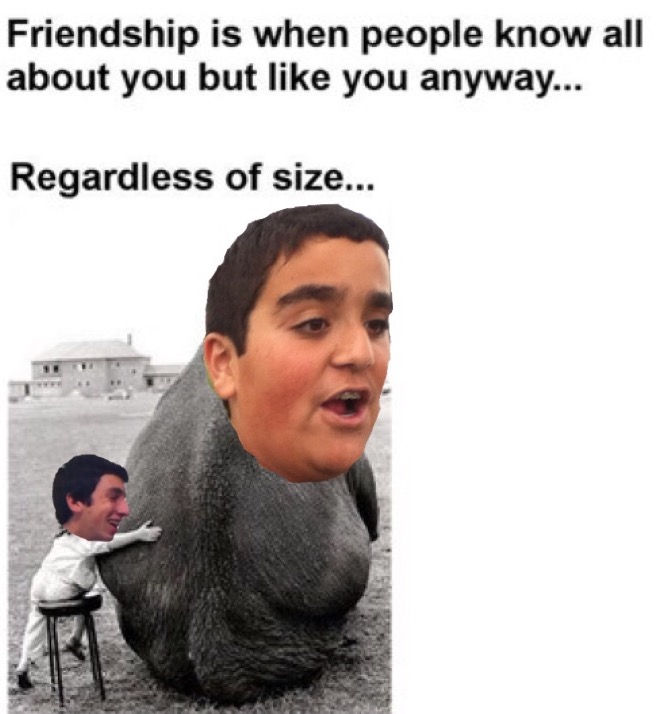 Friendship is when people know all
about you but like you anyway...
Regardless of size...